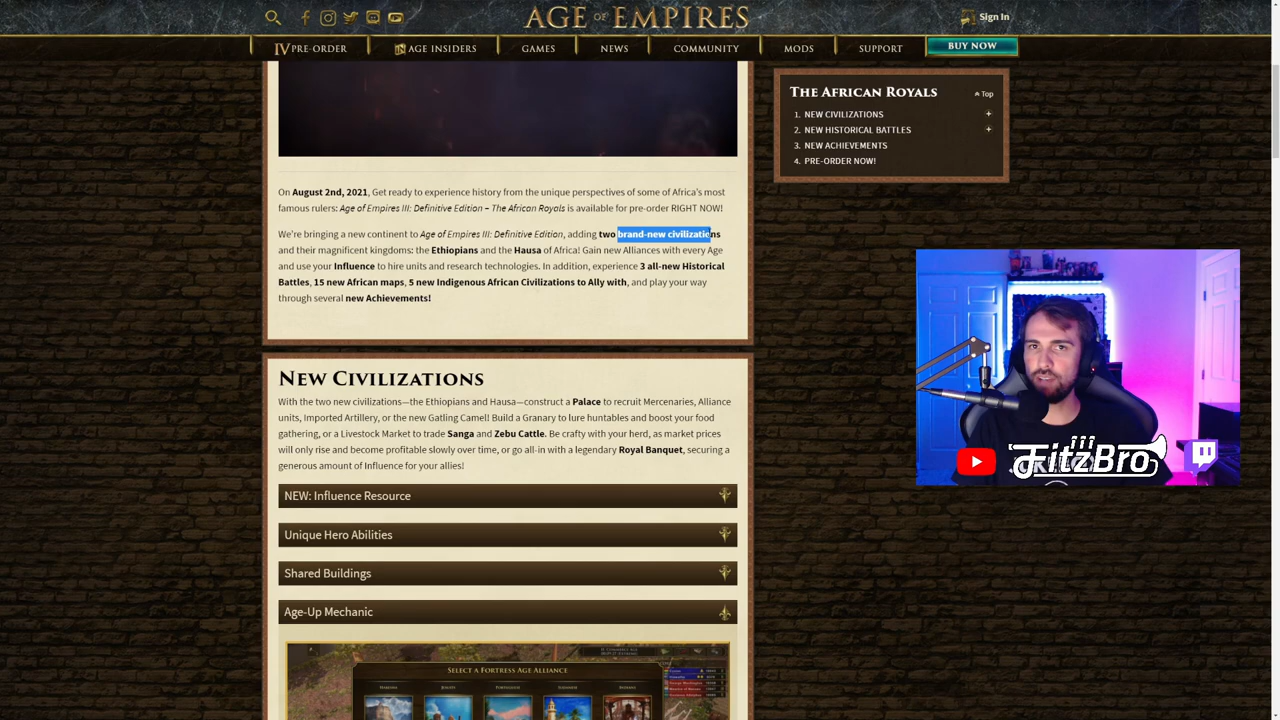 AGE OF EMPIRES
Sign In
IV PRE-ORDER
AGE INSIDERS
GAMES
NEWS
COMMUNITY
MODS
SUPPORT
BUY NOW
On August 2nd, 2021, Get ready to experience history from the unique perspectives of some of Africa's most
famous rulers: Age of Empires III: Definitive Edition – The African Royals is available for pre-order RIGHT NOW!
We're bringing a new continent to Age of Empires III: Definitive Edition, adding two brand-new civilizations
and their magnificent kingdoms: the Ethiopians and the Hausa of Africa! Gain new Alliances with every Age
and use your Influence to hire units and research technologies. In addition, experience 3 all-new Historical
Battles, 15 new African maps, 5 new Indigenous African Civilizations to Ally with, and play your way
through several new Achievements!
New Civilizations
With the two new civilizations—the Ethiopians and Hausa—construct a Palace to recruit Mercenaries, Alliance
units, Imported Artillery, or the new Gatling Camel! Build a Granary to lure huntables and boost your food
gathering, or a Livestock Market to trade Sanga and Zebu Cattle. Be crafty with your herd, as market prices
will only rise and become profitable slowly over time, or go all-in with a legendary Royal Banquet, securing a
generous amount of Influence for your allies!
NEW: Influence Resource
Unique Hero Abilities
Shared Buildings
Age-Up Mechanic
Select a Fortress Age Alliance
The African Royals
Top
1. NEW CIVILIZATIONS +
2. NEW HISTORICAL BATTLES +
3. NEW ACHIEVEMENTS
4. PRE-ORDER NOW!
FitzBro